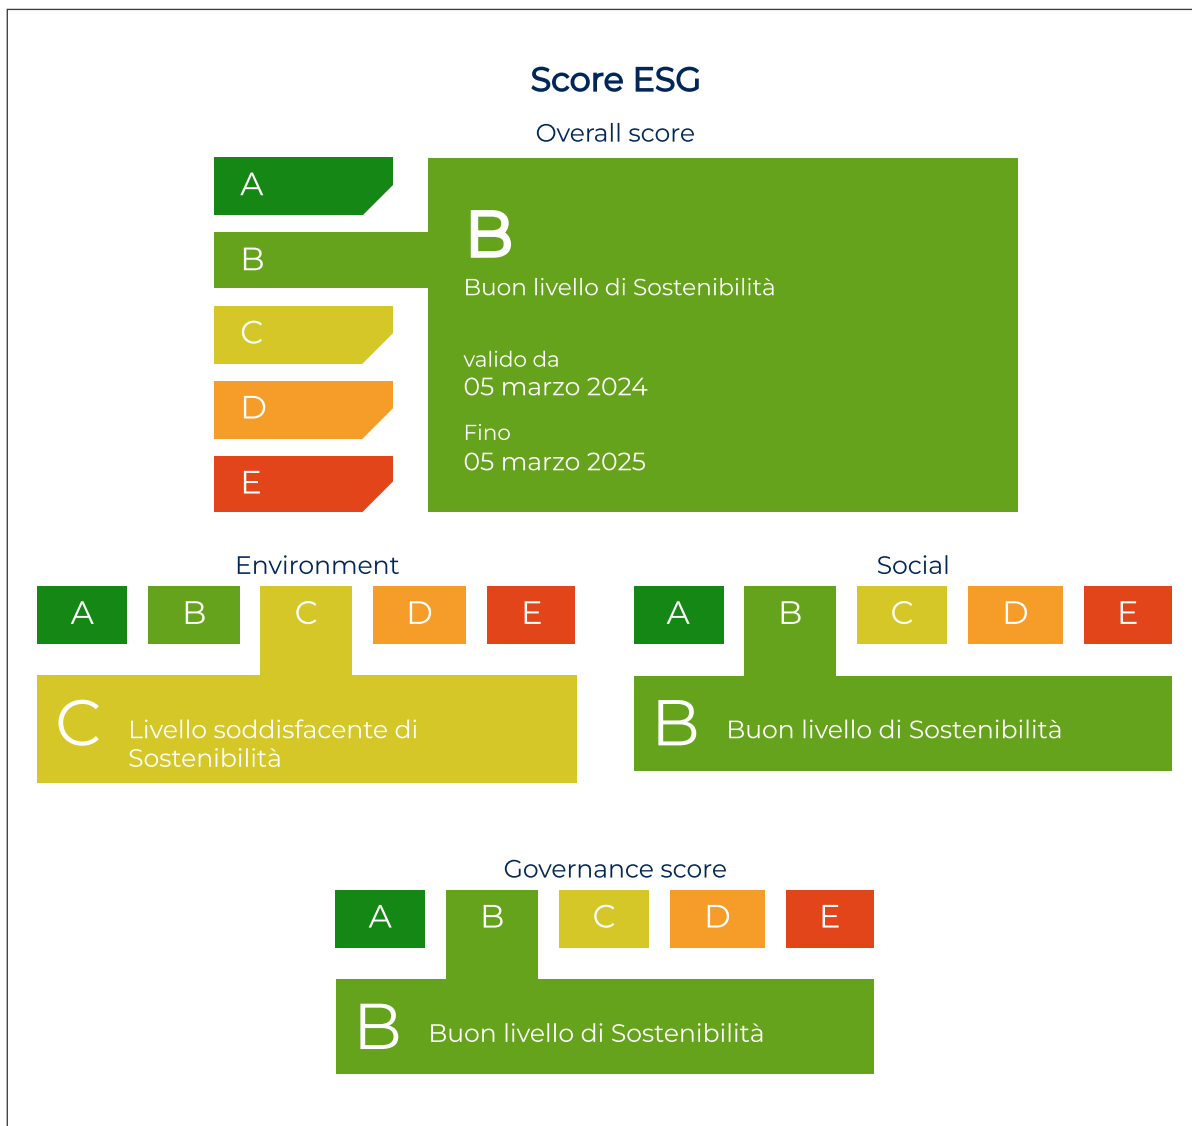 Score ESG
Overall score
A
B
C
D
E
B
Buon livello di Sostenibilità
valido da
05 marzo 2024
Fino
05 marzo 2025
Environment
A B C D E
C Livello soddisfacente di
Sostenibilità
Social
A B C D E
B Buon livello di Sostenibilità
Governance score
A B C D E
B Buon livello di Sostenibilità